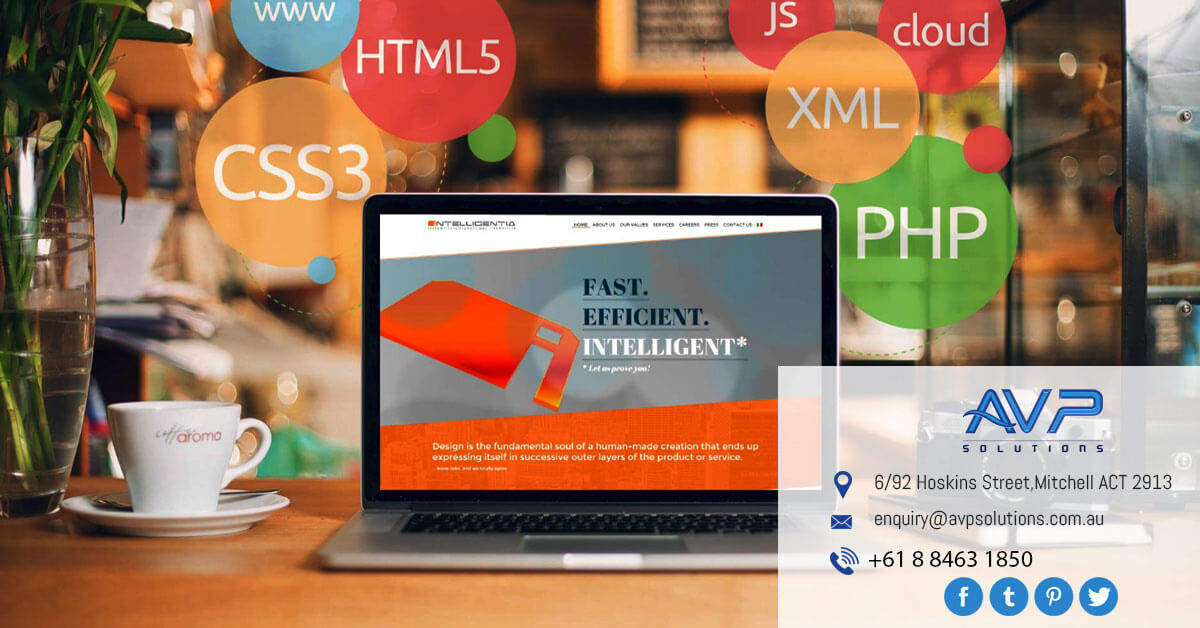 www
HTML5
CSS3
js
cloud
XML
PHP
INTELLIGENTIA
HOME ABOUT US OUR VALUES SERVICES CAREERS PRESS CONTACT US
FAST.
EFFICIENT.
INTELLIGENT*
* Let us prove you!
Design is the fundamental soul of a human-made creation that ends up
expressing itself in successive outer layers of the product or service.
coffee aroma
AVP
SOLUTIONS
6/92 Hoskins Street,Mitchell ACT 2913
enquiry@avpsolutions.com.au
+61 8 8463 1850